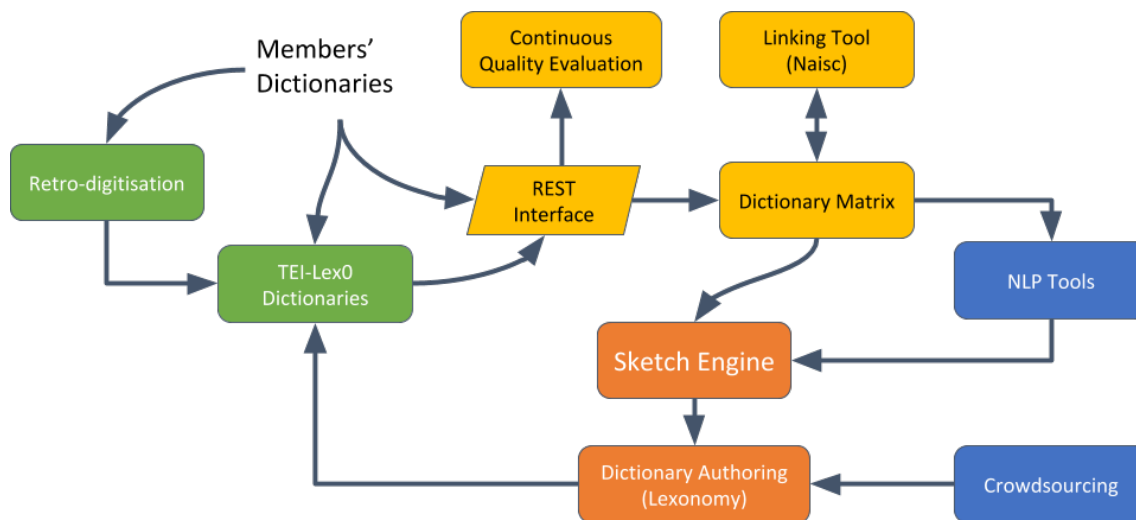 Members’
Dictionaries
Continuous
Quality Evaluation
Linking Tool
(Naisc)
Retro-digitisation
REST
Interface
Dictionary Matrix
TEI-Lex0
Dictionaries
NLP Tools
Sketch Engine
Dictionary Authoring
(Lexonomy)
Crowdsourcing